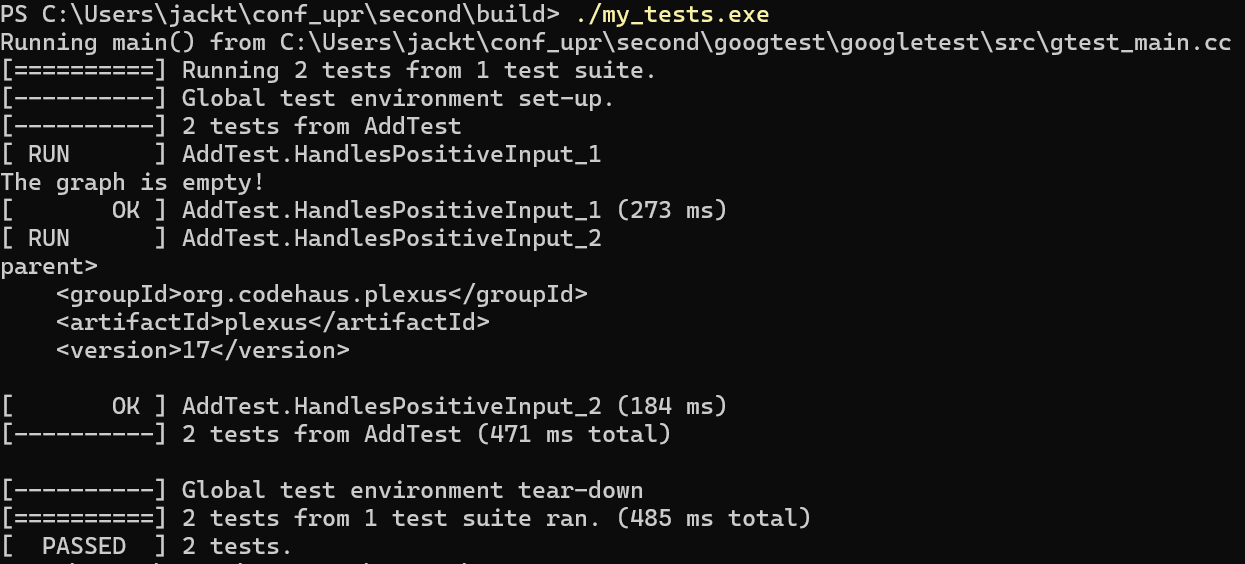 PS C:\Users\jackt\conf_upr\second\build> ./my_tests.exe
Running main() from C:\Users\jackt\conf_upr\second\googtest\googletest\src\gtest_main.cc
[==========] Running 2 tests from 1 test suite.
[----------] Global test environment set-up.
[----------] 2 tests from AddTest
[ RUN      ] AddTest.HandlesPositiveInput_1
The graph is empty!
[       OK ] AddTest.HandlesPositiveInput_1 (273 ms)
[ RUN      ] AddTest.HandlesPositiveInput_2
parent>
    <groupId>org.codehaus.plexus</groupId>
    <artifactId>plexus</artifactId>
    <version>17</version>

[       OK ] AddTest.HandlesPositiveInput_2 (184 ms)
[----------] 2 tests from AddTest (471 ms total)

[----------] Global test environment tear-down
[==========] 2 tests from 1 test suite ran. (485 ms total)
[  PASSED  ] 2 tests.